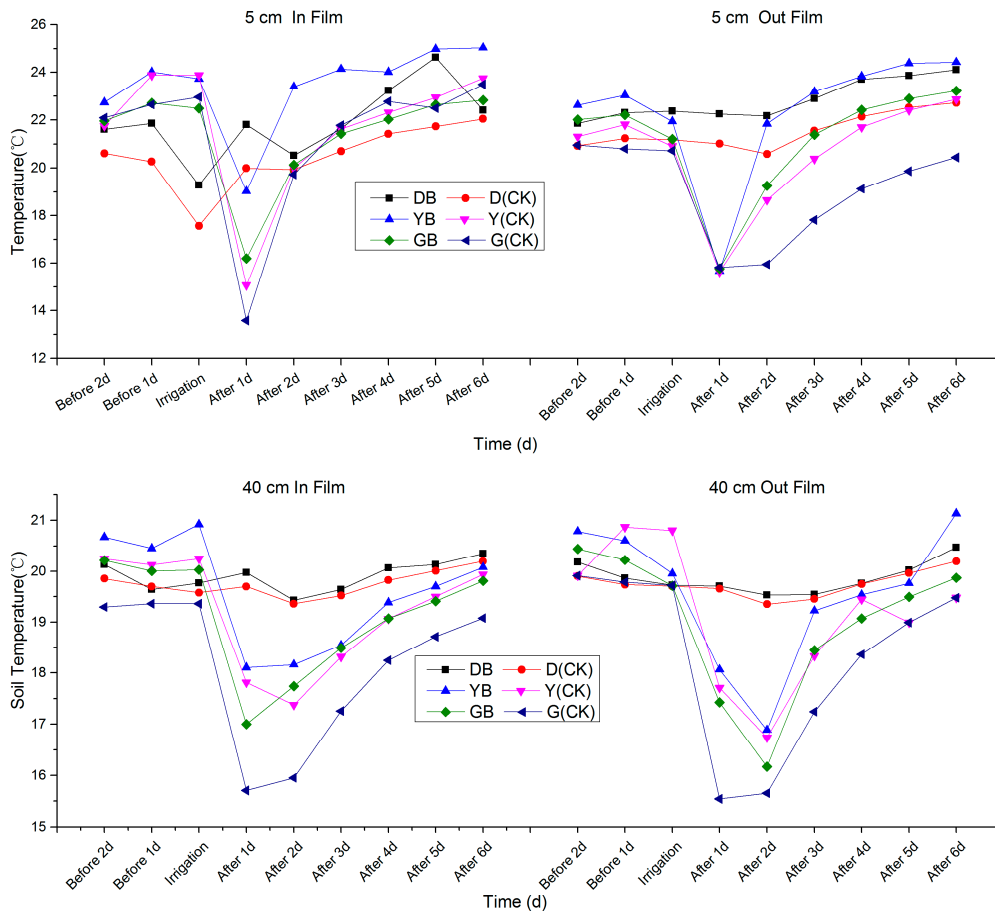 5 cm In Film
5 cm Out Film
Temperature(℃)
26
24
22
20
18
16
14
12
DB D(CK)
YB Y(CK)
GB G(CK)
Before 2d
Before 1d
Irrigation
After 1d
After 2d
After 3d
After 4d
After 5d
After 6d
Before 2d
Before 1d
Irrigation
After 1d
After 2d
After 3d
After 4d
After 5d
After 6d
Time (d)
40 cm In Film
40 cm Out Film
Soil Temperature(℃)
21
20
19
18
17
16
15
DB D(CK)
YB Y(CK)
GB G(CK)
Before 2d
Before 1d
Irrigation
After 1d
After 2d
After 3d
After 4d
After 5d
After 6d
Before 2d
Before 1d
Irrigation
After 1d
After 2d
After 3d
After 4d
After 5d
After 6d
Time (d)